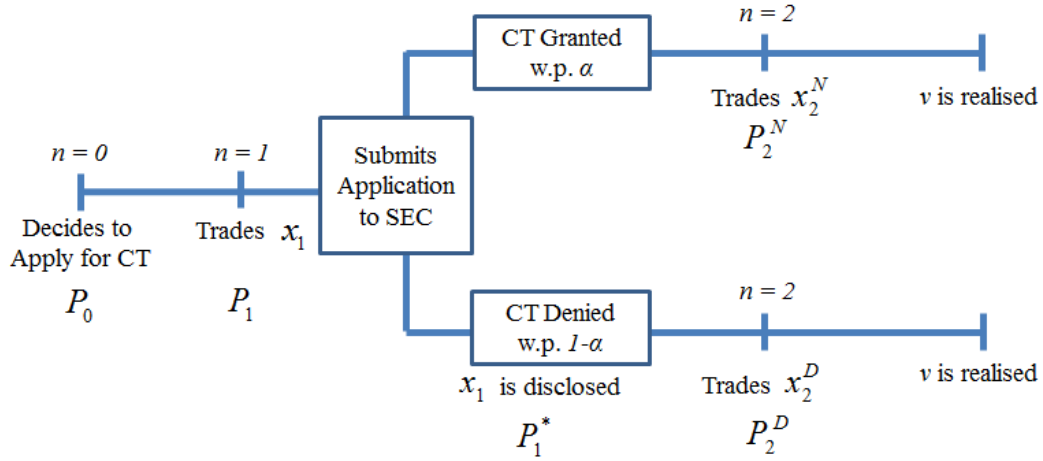 CT Granted
w.p. α
n = 2
Trades x₂ᴺ
P₂ᴺ
v is realised
n = 0
Decides to
Apply for CT
P₀
n = 1
Trades x₁
P₁
Submits
Application
to SEC
CT Denied
w.p. 1-α
x₁ is disclosed
P₁*
n = 2
Trades x₂ᴰ
P₂ᴰ
v is realised